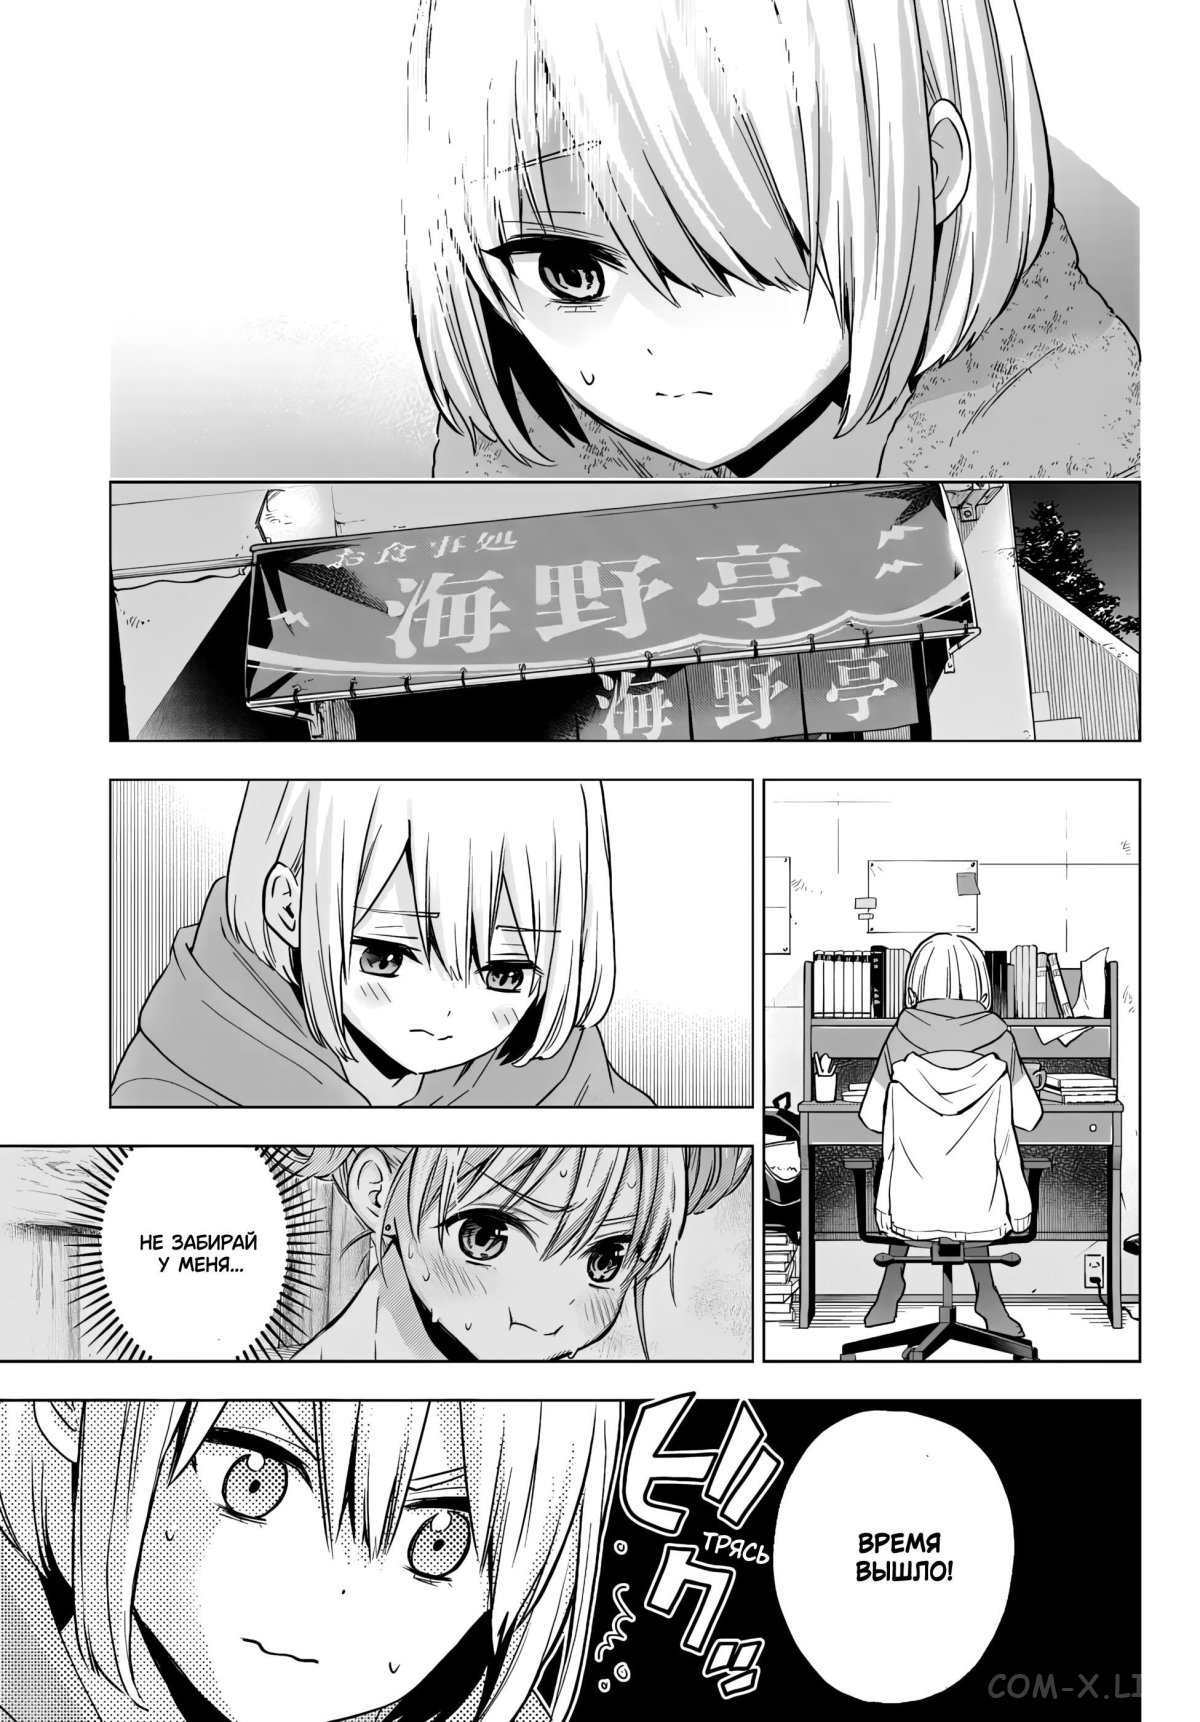 お食事処
海野亭
海野亭
НЕ ЗАБИРАЙ
У МЕНЯ...
ВРЕМЯ
ВЫШЛО!
ビクッ
ТРЯСЬ
COM-X.LI